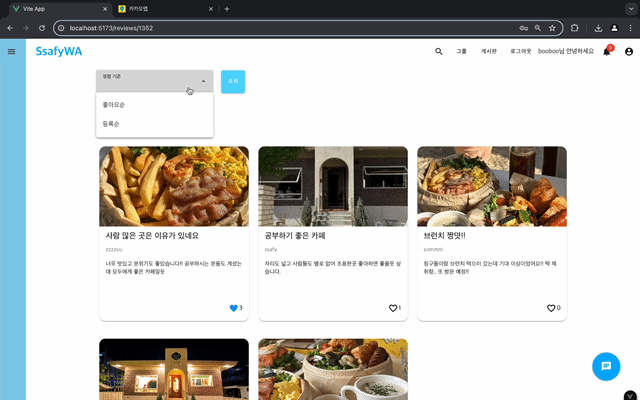 Vite App
카카오맵
localhost:5173/reviews/1352
SsafyWA
그룹
게시판
로그아웃
booboo님 안녕하세요
정렬 기준
좋아요순
등록순
사람 많은 곳은 이유가 있네요
너무 맛있고 분위기도 좋았습니다!! 공부하시는 분들도 계셨는
데 모두에게 좋은 카페일듯
3
공부하기 좋은 카페
ssafy
자리도 넓고 사람들도 별로 없어 조용한곳 좋아하면 좋을듯 싶
습니다.
1
브런치 짱맛!!
친구들이랑 브런치 먹으러 갔는데 기대 이상이었어요!! 딱 제
취향,, 또 방문 예정!!
0